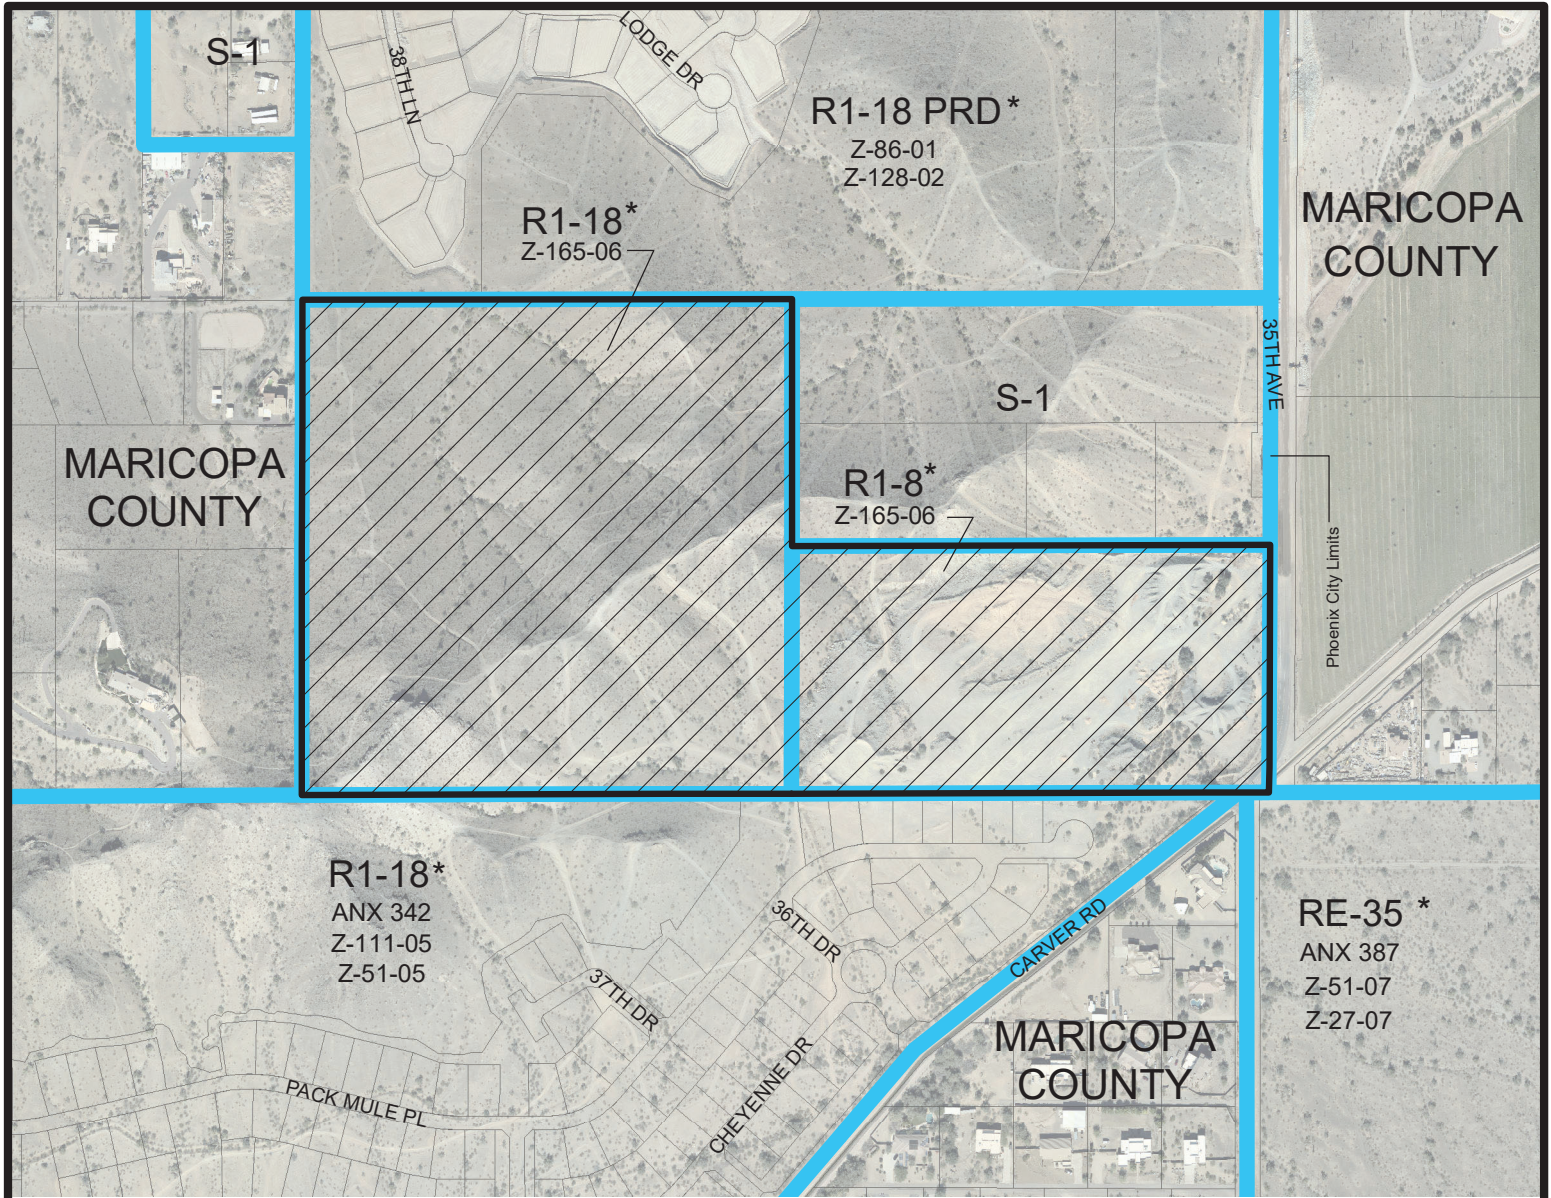 S-1
38TH LN
LODGE DR
R1-18 PRD *
Z-86-01
Z-128-02
R1-18*
Z-165-06
MARICOPA
COUNTY
35TH AVE
S-1
MARICOPA
COUNTY
R1-8*
Z-165-06
Phoenix City Limits
R1-18*
ANX 342
Z-111-05
Z-51-05
36TH DR
37TH DR
CARVER RD
RE-35 *
ANX 387
Z-51-07
Z-27-07
MARICOPA
COUNTY
CHEYENNE DR
PACK MULE PL